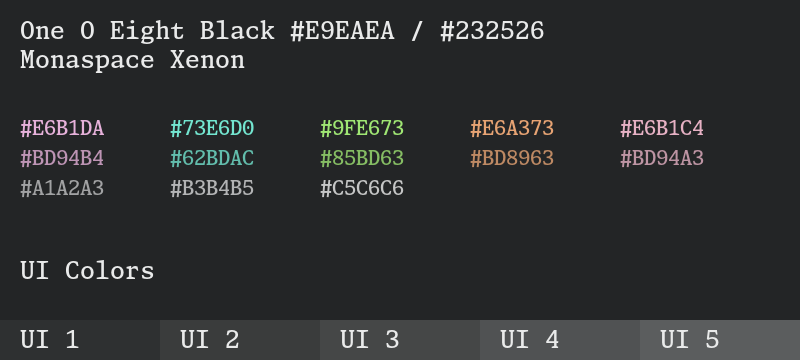 One O Eight Black #E9EAEA / #232526
Monaspace Xenon
#E6B1DA #73E6D0 #9FE673 #E6A373 #E6B1C4
#BD94B4 #62BDAC #85BD63 #BD8963 #BD94A3
#A1A2A3 #B3B4B5 #C5C6C6
UI Colors
UI 1 UI 2 UI 3 UI 4 UI 5